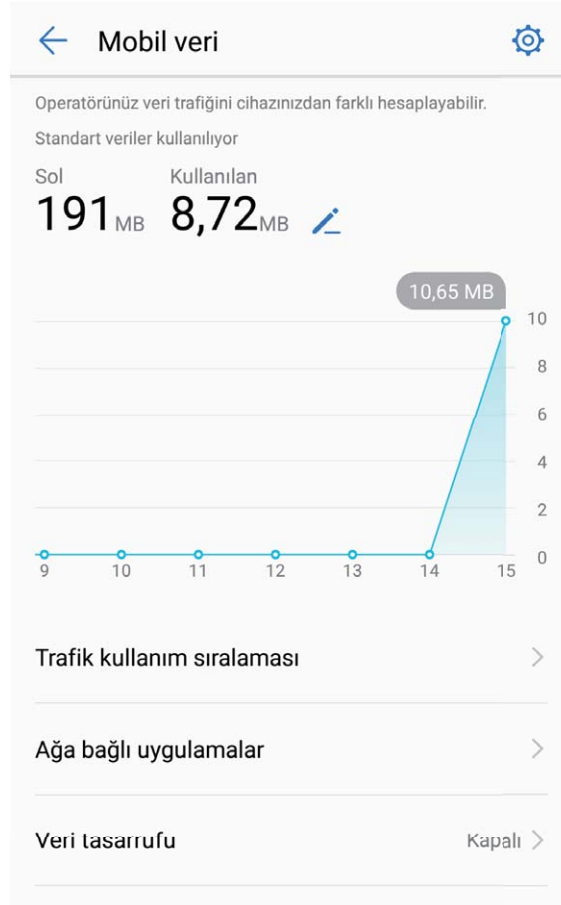 Mobil veri
Operatörünüz veri trafiğini cihazınızdan farklı hesaplayabilir.
Standart veriler kullanılıyor
Sol Kullanılan
191 MB 8,72 MB
10,65 MB
10
8
6
4
2
0
9 10 11 12 13 14 15
Trafik kullanım sıralaması
Ağa bağlı uygulamalar
Veri tasarrufu Kapalı